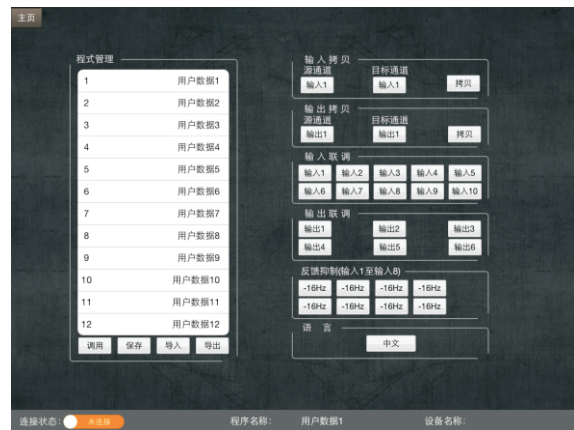 主页
程式管理
1 用户数据1
2 用户数据2
3 用户数据3
4 用户数据4
5 用户数据5
6 用户数据6
7 用户数据7
8 用户数据8
9 用户数据9
10 用户数据10
11 用户数据11
12 用户数据12
调用 保存 导入 导出
输入拷贝
源通道 目标通道
输入1 输入1 拷贝
输出拷贝
源通道 目标通道
输出1 输出1 拷贝
输入联调
输入1 输入2 输入3 输入4 输入5
输入6 输入7 输入8 输入9 输入10
输出联调
输出1 输出2 输出3
输出4 输出5 输出6
反馈抑制(输入1至输入8)
-16Hz -16Hz -16Hz -16Hz
-16Hz -16Hz -16Hz -16Hz
语 言
中文
连接状态: 未连接 程序名称: 用户数据1 设备名称: